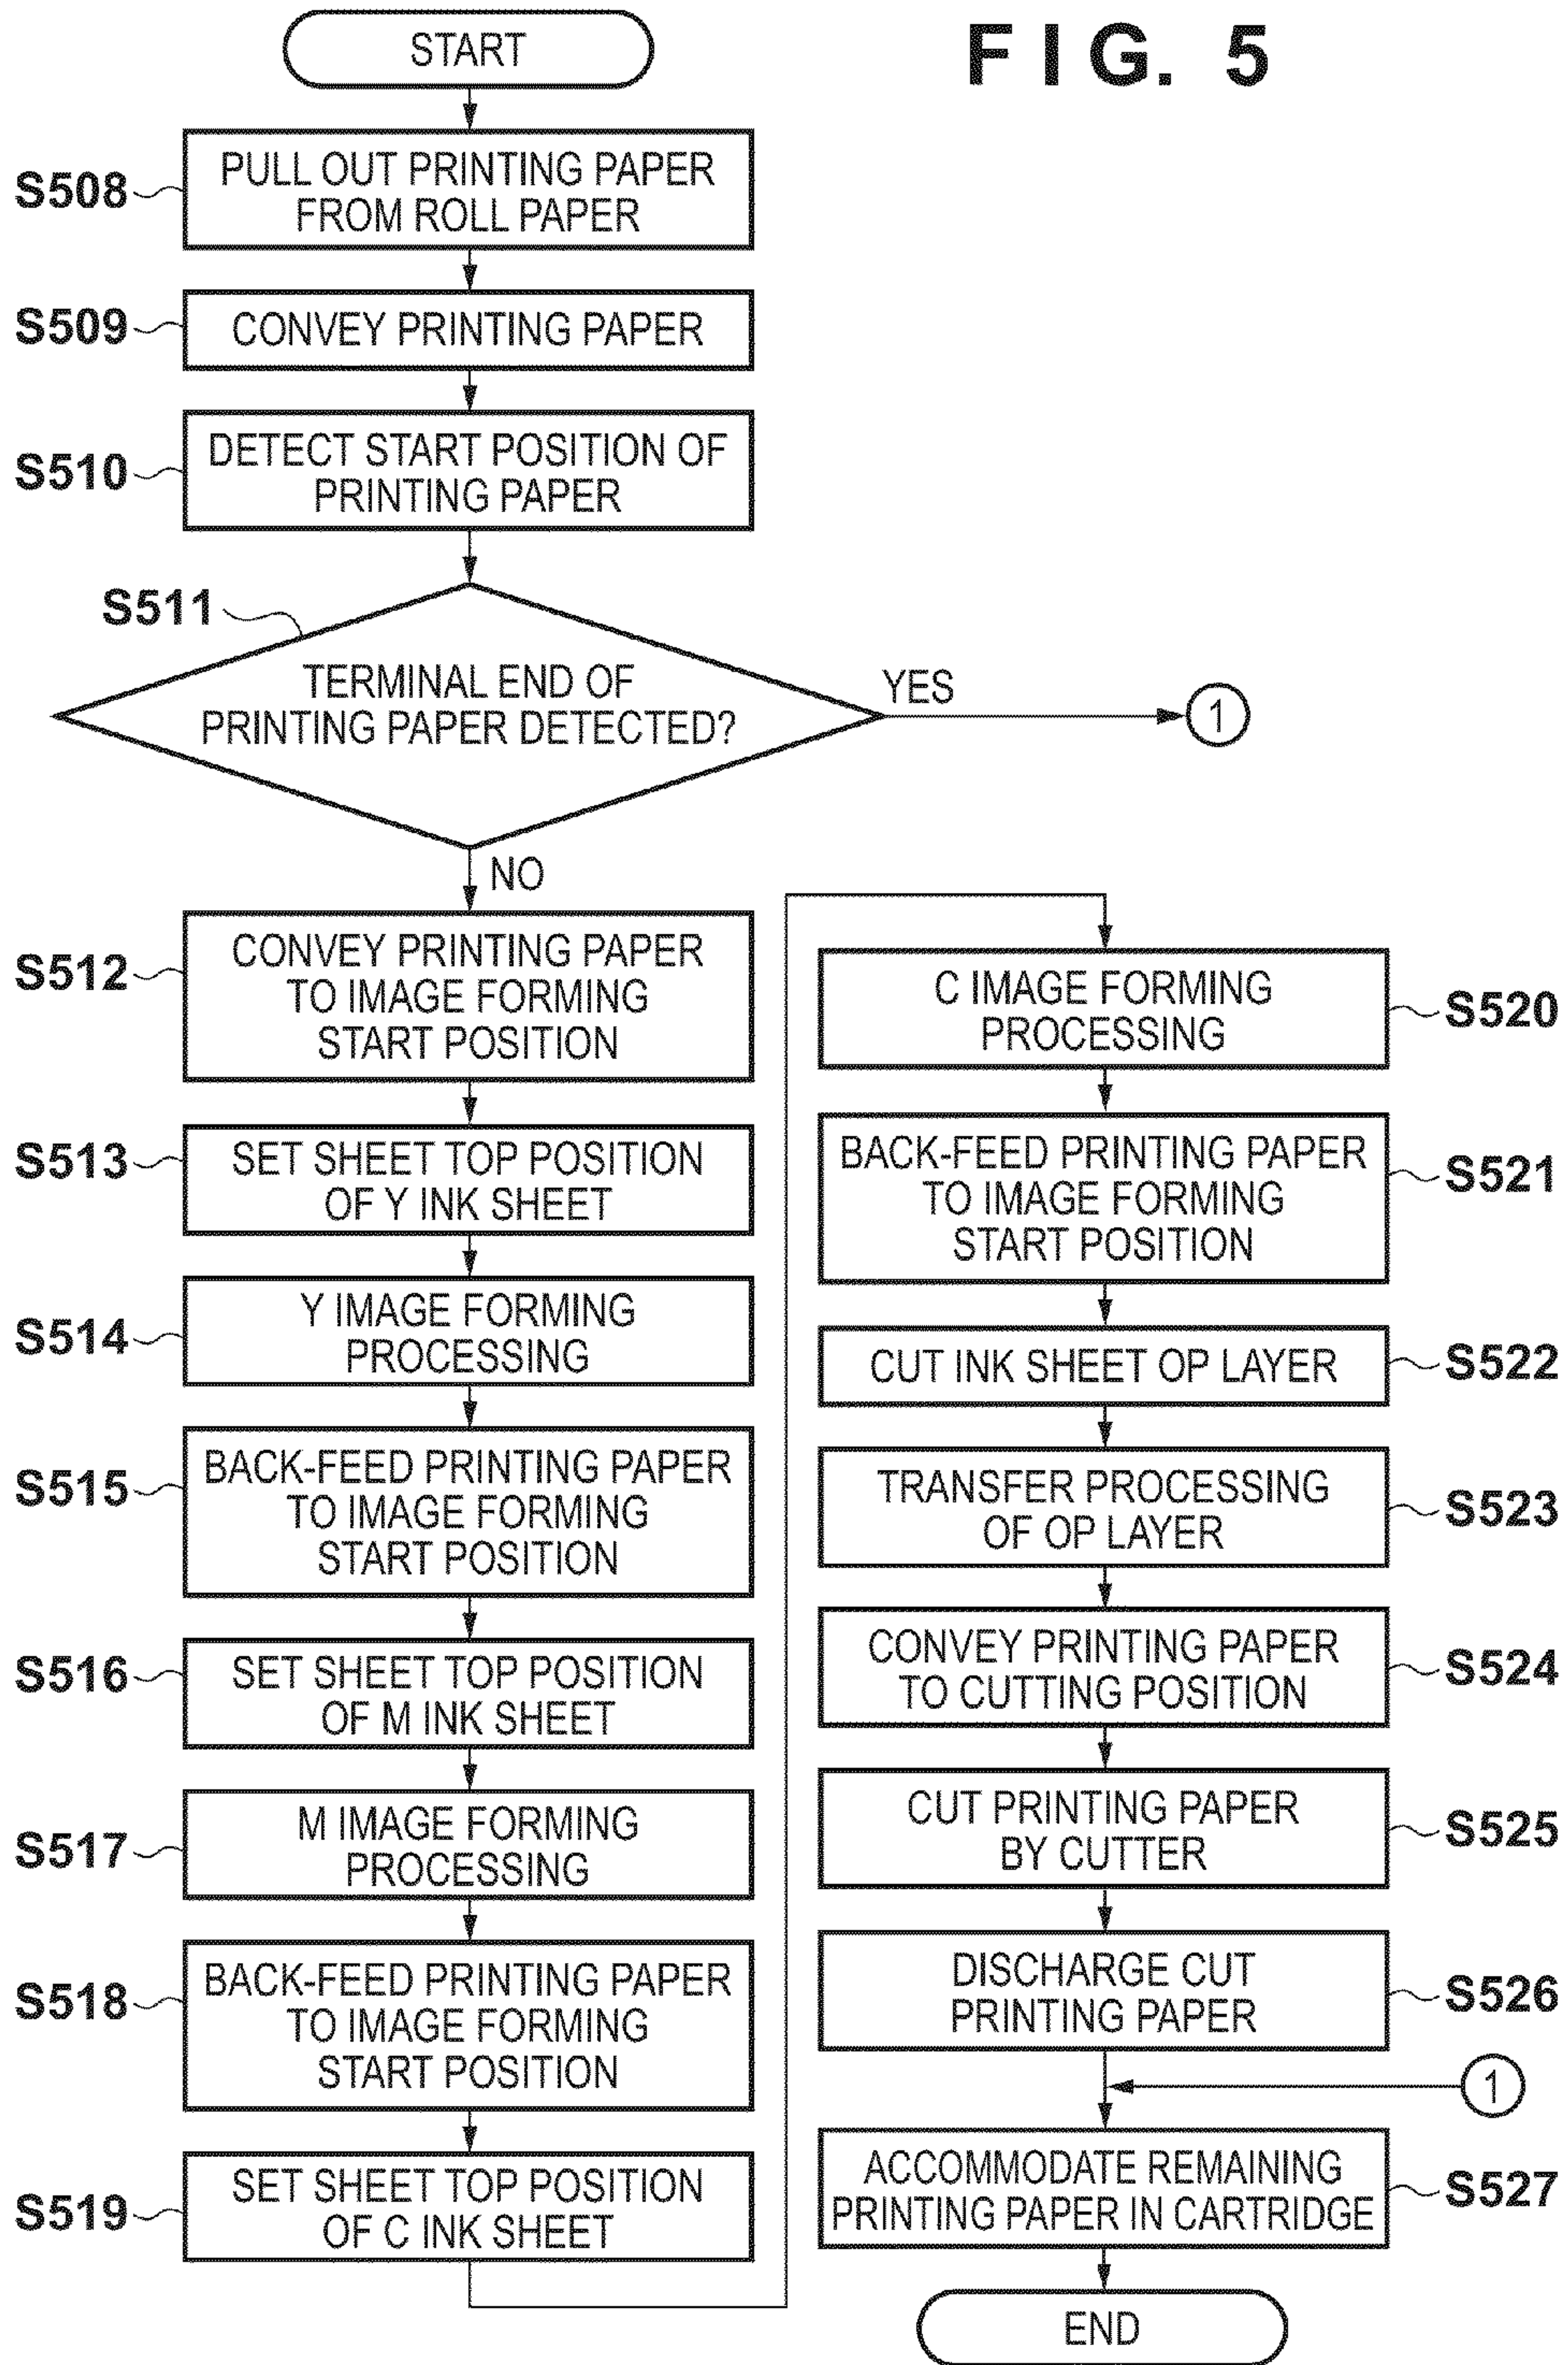 FIG. 5
START
S508
PULL OUT PRINTING PAPER
FROM ROLL PAPER
S509
CONVEY PRINTING PAPER
S510
DETECT START POSITION OF
PRINTING PAPER
S511
TERMINAL END OF
PRINTING PAPER DETECTED?
YES
1
NO
S512
CONVEY PRINTING PAPER
TO IMAGE FORMING
START POSITION
S513
SET SHEET TOP POSITION
OF Y INK SHEET
S514
Y IMAGE FORMING
PROCESSING
S515
BACK-FEED PRINTING PAPER
TO IMAGE FORMING
START POSITION
S516
SET SHEET TOP POSITION
OF M INK SHEET
S517
M IMAGE FORMING
PROCESSING
S518
BACK-FEED PRINTING PAPER
TO IMAGE FORMING
START POSITION
S519
SET SHEET TOP POSITION
OF C INK SHEET
C IMAGE FORMING
PROCESSING
S520
BACK-FEED PRINTING PAPER
TO IMAGE FORMING
START POSITION
S521
CUT INK SHEET OP LAYER
S522
TRANSFER PROCESSING
OF OP LAYER
S523
CONVEY PRINTING PAPER
TO CUTTING POSITION
S524
CUT PRINTING PAPER
BY CUTTER
S525
DISCHARGE CUT
PRINTING PAPER
S526
1
ACCOMMODATE REMAINING
PRINTING PAPER IN CARTRIDGE
S527
END